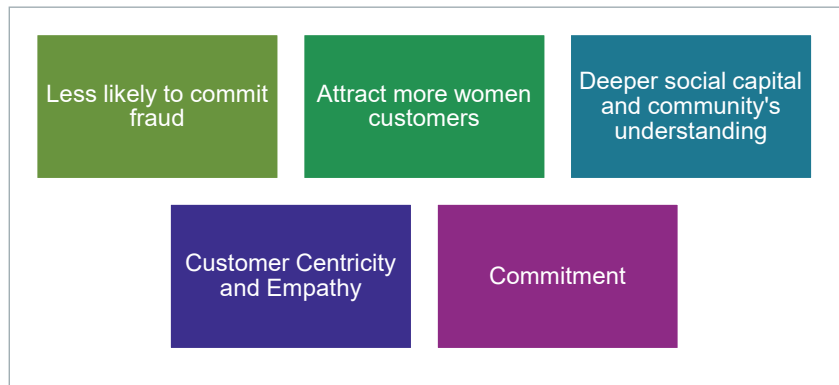 Less likely to commit
fraud
Attract more women
customers
Deeper social capital
and community's
understanding
Customer Centricity
and Empathy
Commitment